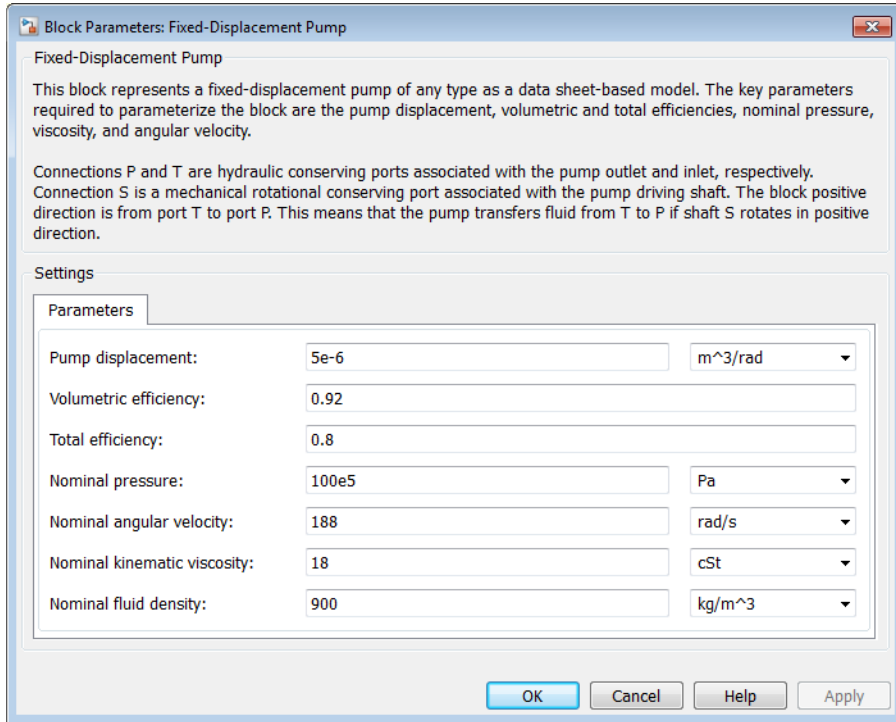 Block Parameters: Fixed-Displacement Pump
Fixed-Displacement Pump
This block represents a fixed-displacement pump of any type as a data sheet-based model. The key parameters
required to parameterize the block are the pump displacement, volumetric and total efficiencies, nominal pressure,
viscosity, and angular velocity.
Connections P and T are hydraulic conserving ports associated with the pump outlet and inlet, respectively.
Connection S is a mechanical rotational conserving port associated with the pump driving shaft. The block positive
direction is from port T to port P. This means that the pump transfers fluid from T to P if shaft S rotates in positive
direction.
Settings
Parameters
Pump displacement: 5e-6 m^3/rad
Volumetric efficiency: 0.92
Total efficiency: 0.8
Nominal pressure: 100e5 Pa
Nominal angular velocity: 188 rad/s
Nominal kinematic viscosity: 18 cSt
Nominal fluid density: 900 kg/m^3
OK Cancel Help Apply